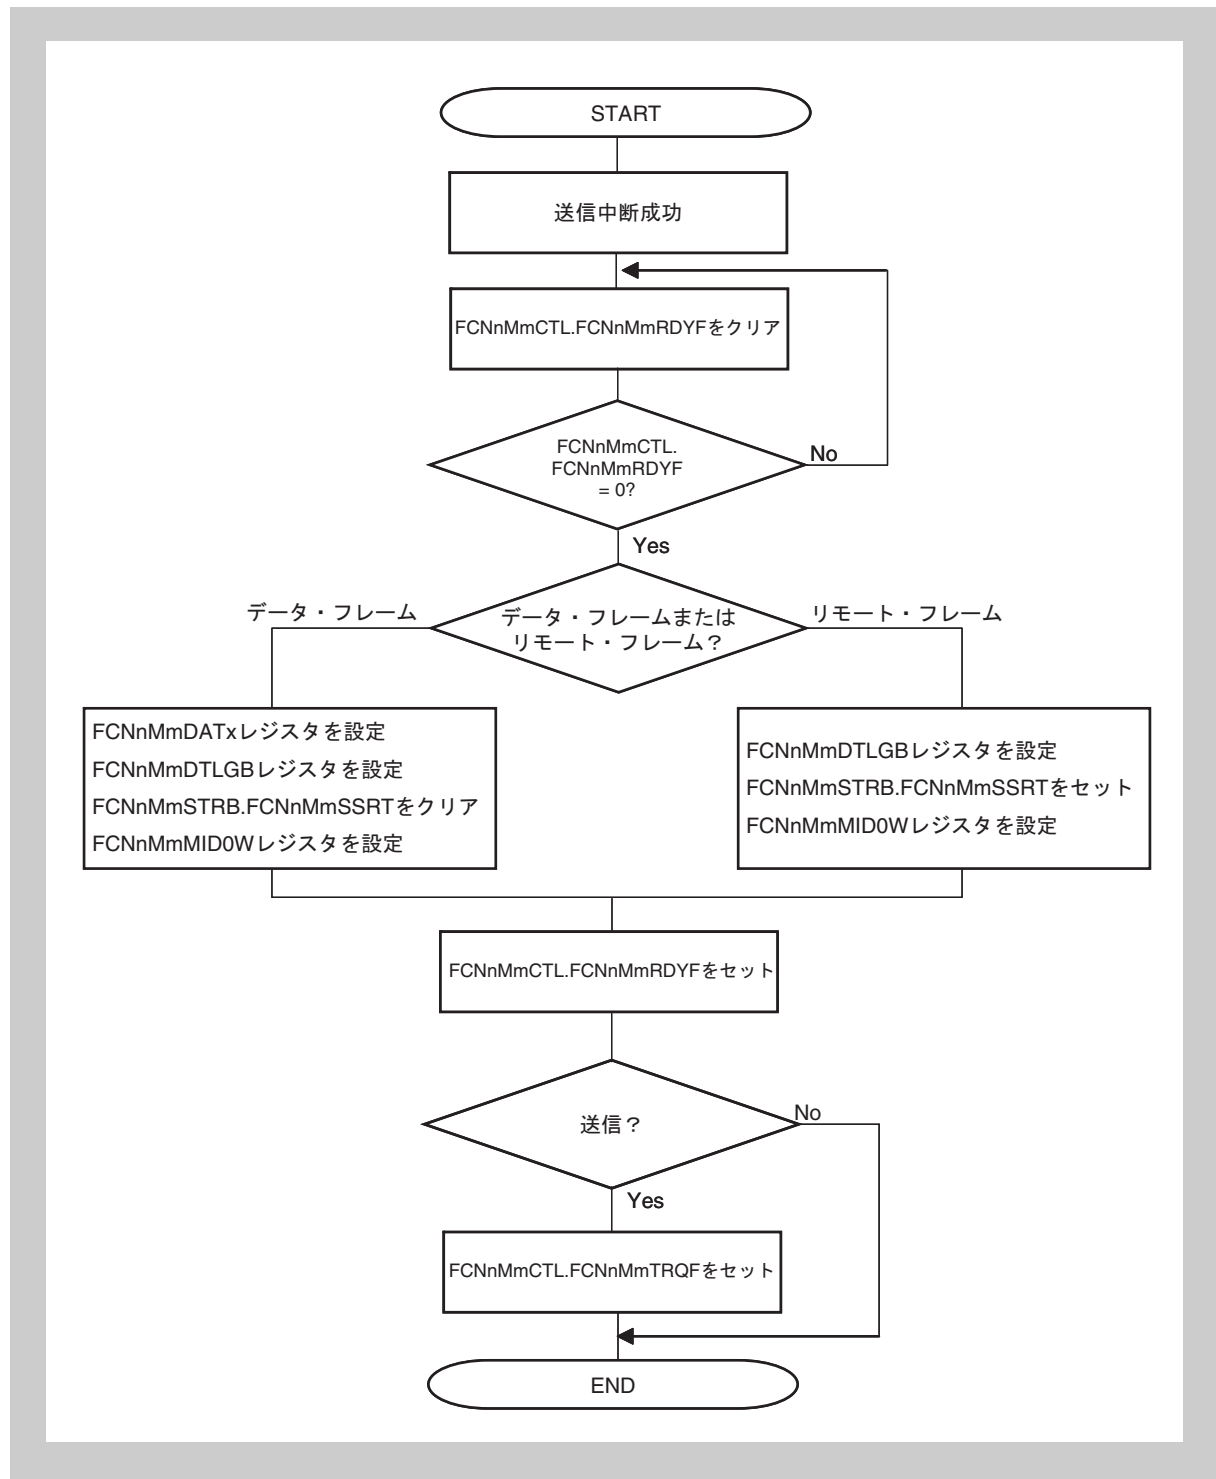 START
送信中断成功
FCNnMmCTL.FCNnMmRDYFをクリア
FCNnMmCTL.
FCNnMmRDYF
= 0?
No
Yes
データ・フレーム
データ・フレームまたは
リモート・フレーム？
リモート・フレーム
FCNnMmDATxレジスタを設定
FCNnMmDTLGBレジスタを設定
FCNnMmSTRB.FCNnMmSSRTをクリア
FCNnMmMID0Wレジスタを設定
FCNnMmDTLGBレジスタを設定
FCNnMmSTRB.FCNnMmSSRTをセット
FCNnMmMID0Wレジスタを設定
FCNnMmCTL.FCNnMmRDYFをセット
送信？
No
Yes
FCNnMmCTL.FCNnMmTRQFをセット
END